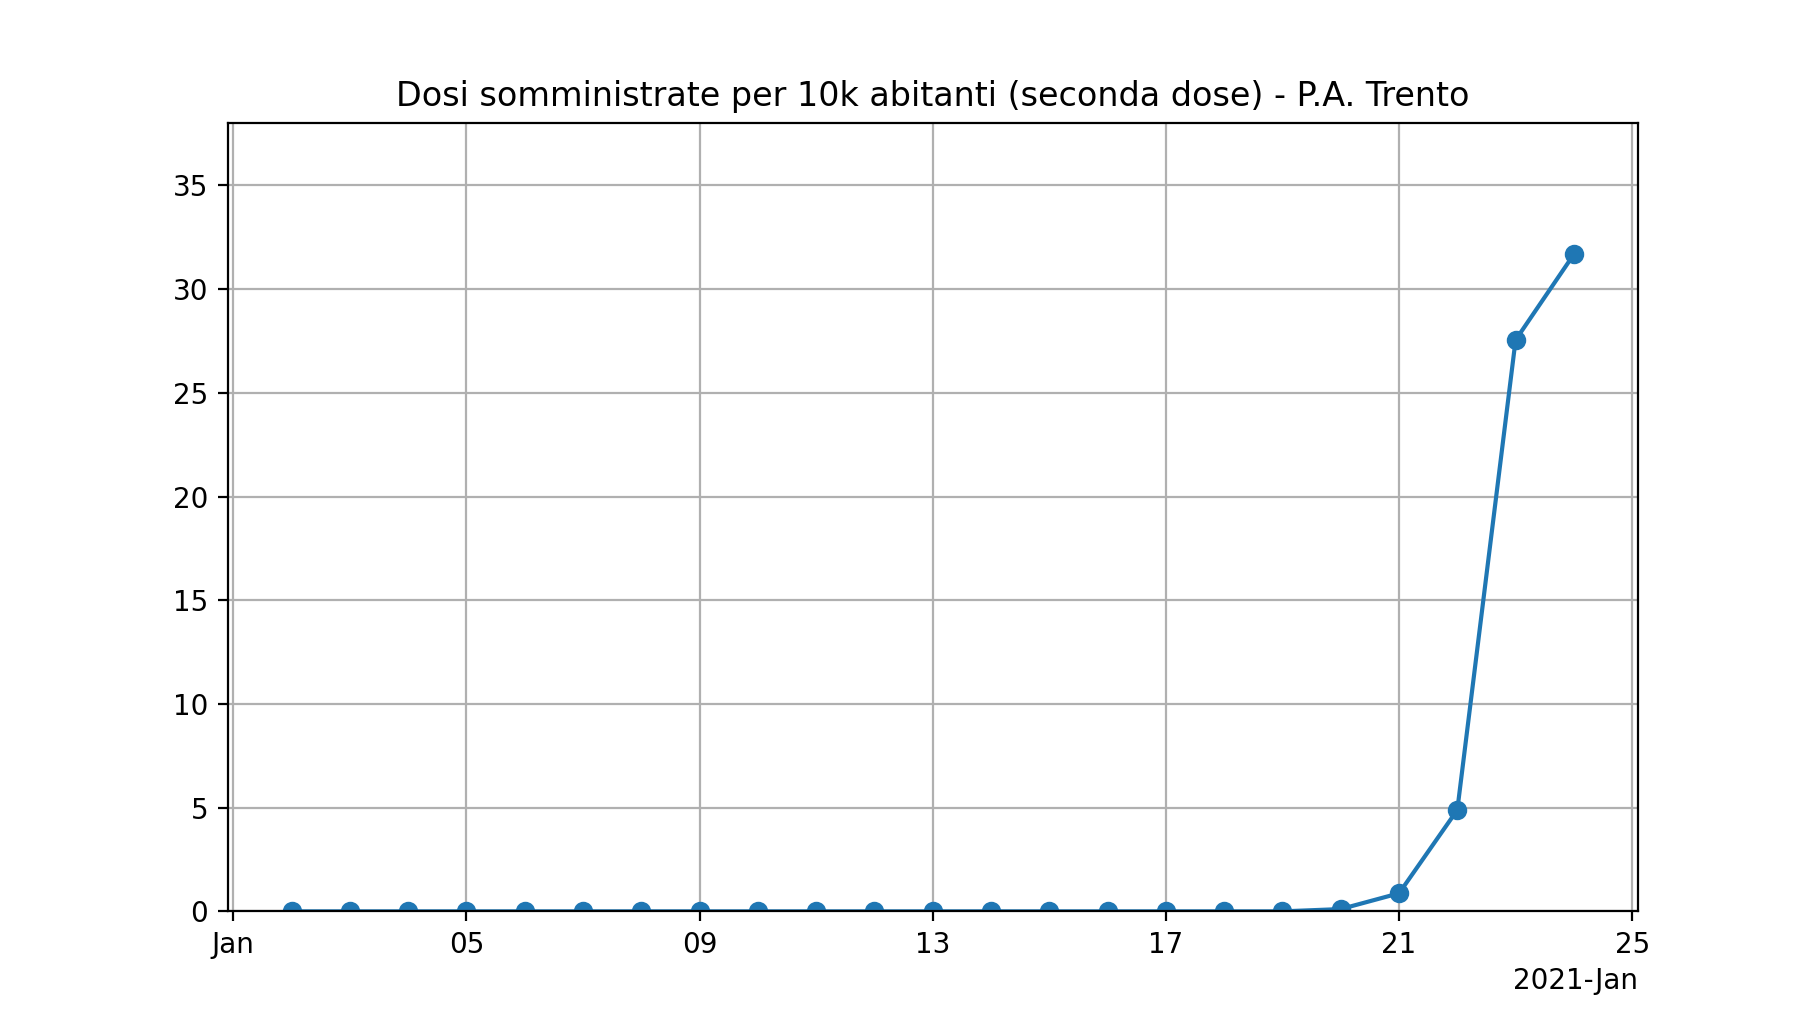 Dosi somministrate per 10k abitanti (seconda dose) - P.A. Trento
35
30
25
20
15
10
5
0
Jan 05 09 13 17 21 25
2021-Jan